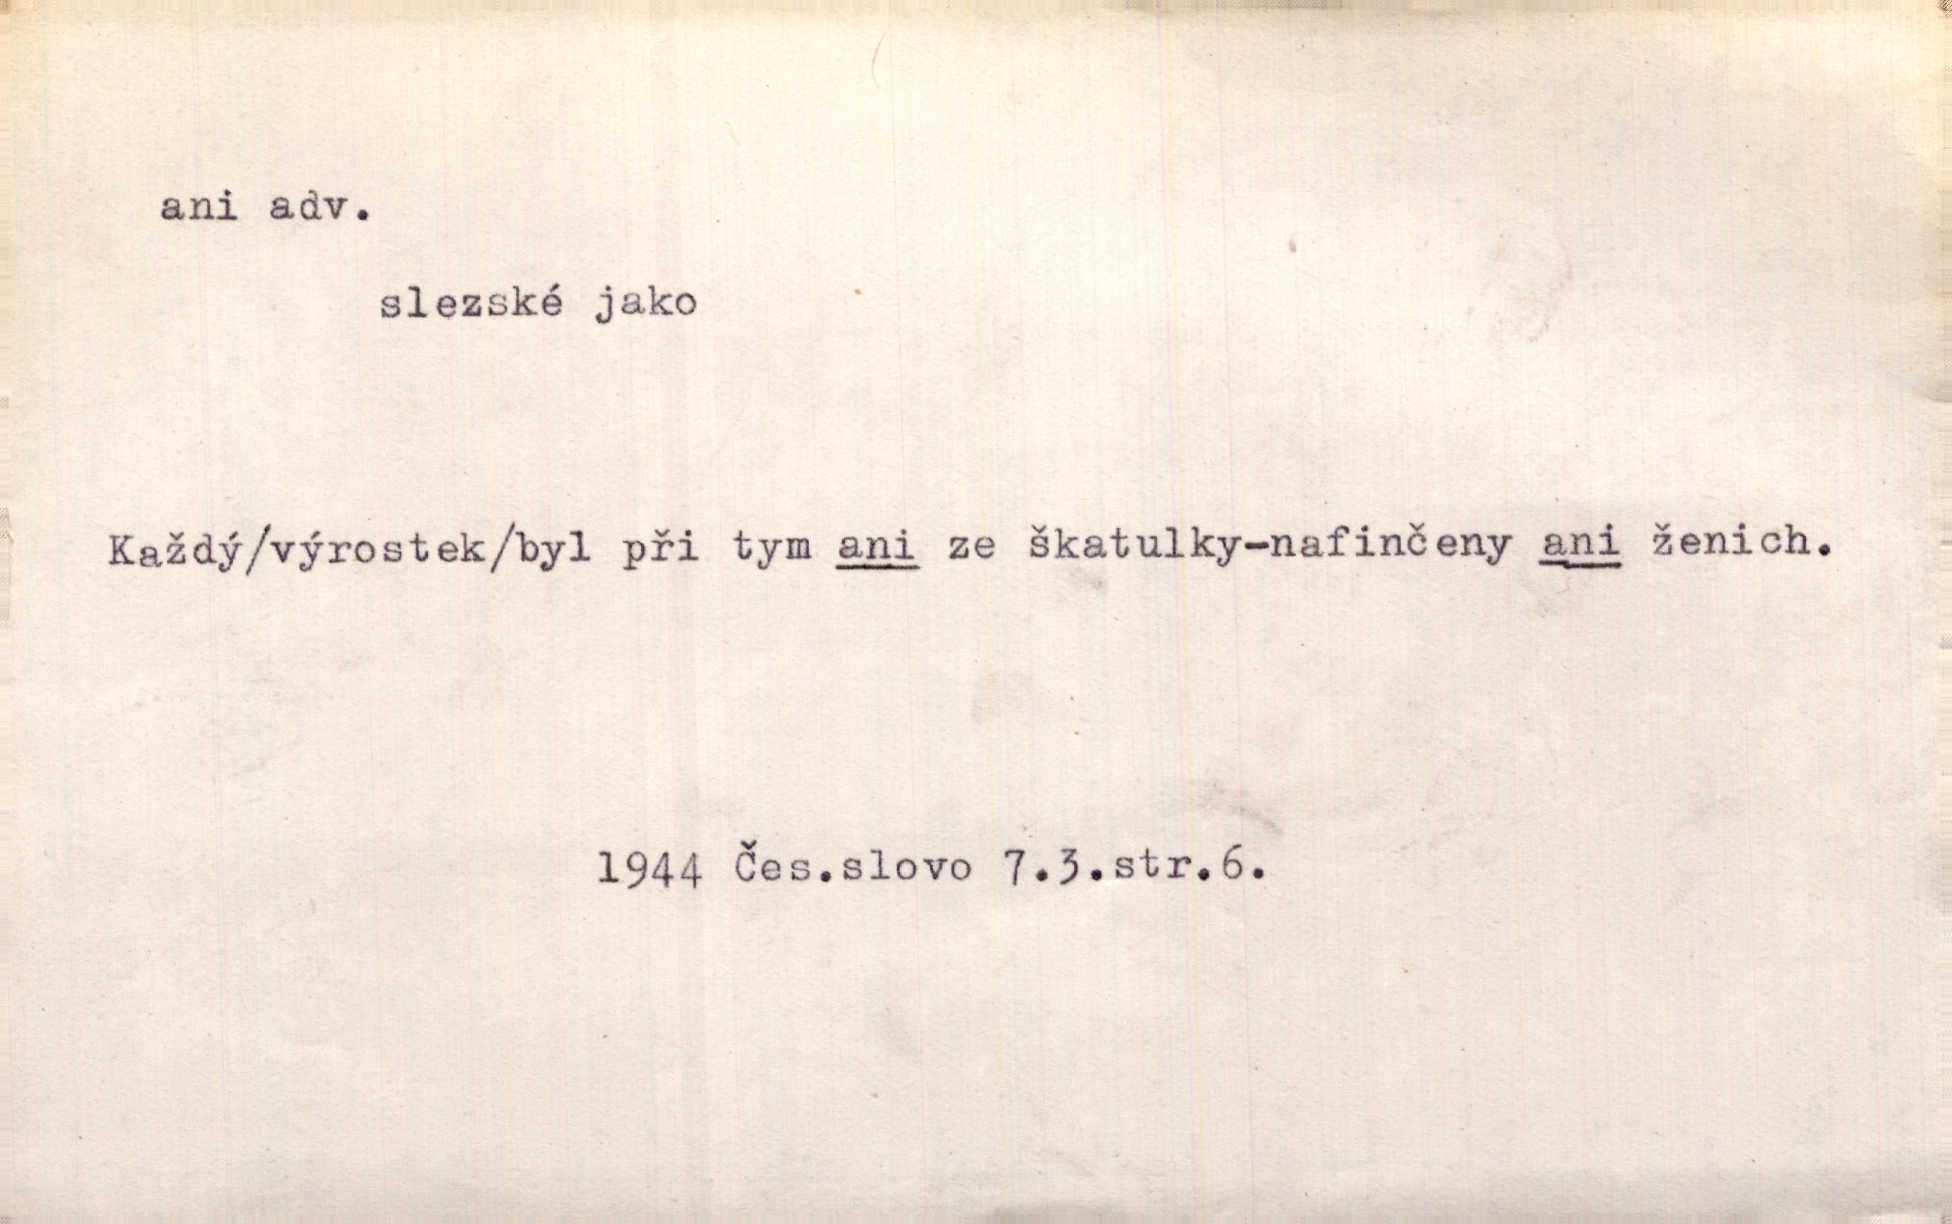 ani adv.
slezské jako
Každý/výrostek/byl při tym ani ze škatulky-nafinčeny ani ženich.
1944 Čes.slovo 7.3.str.6.